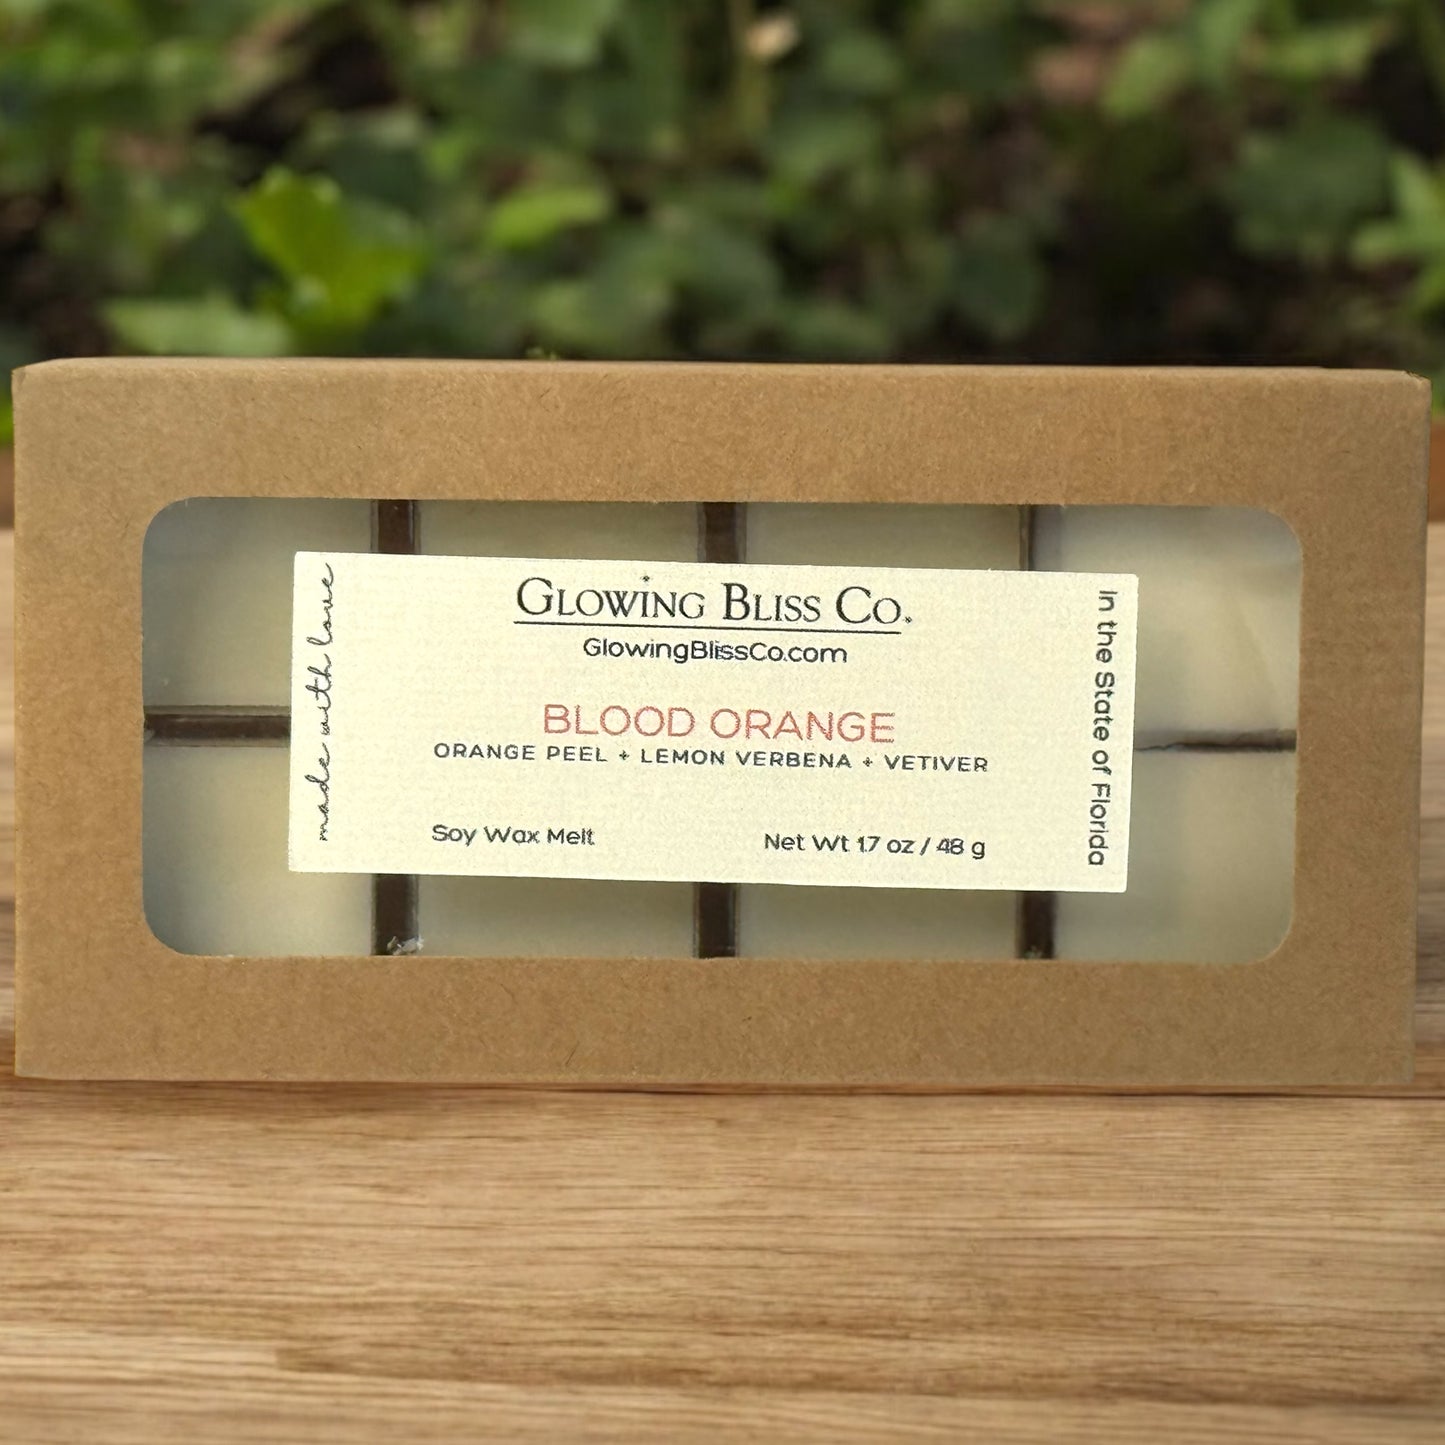 made with love
GLOWING BLISS CO.
GlowingBlissCo.com
BLOOD ORANGE
ORANGE PEEL + LEMON VERBENA + VETIVER
Soy Wax Melt
Net Wt 1.7 oz / 48 g
In the State of Florida